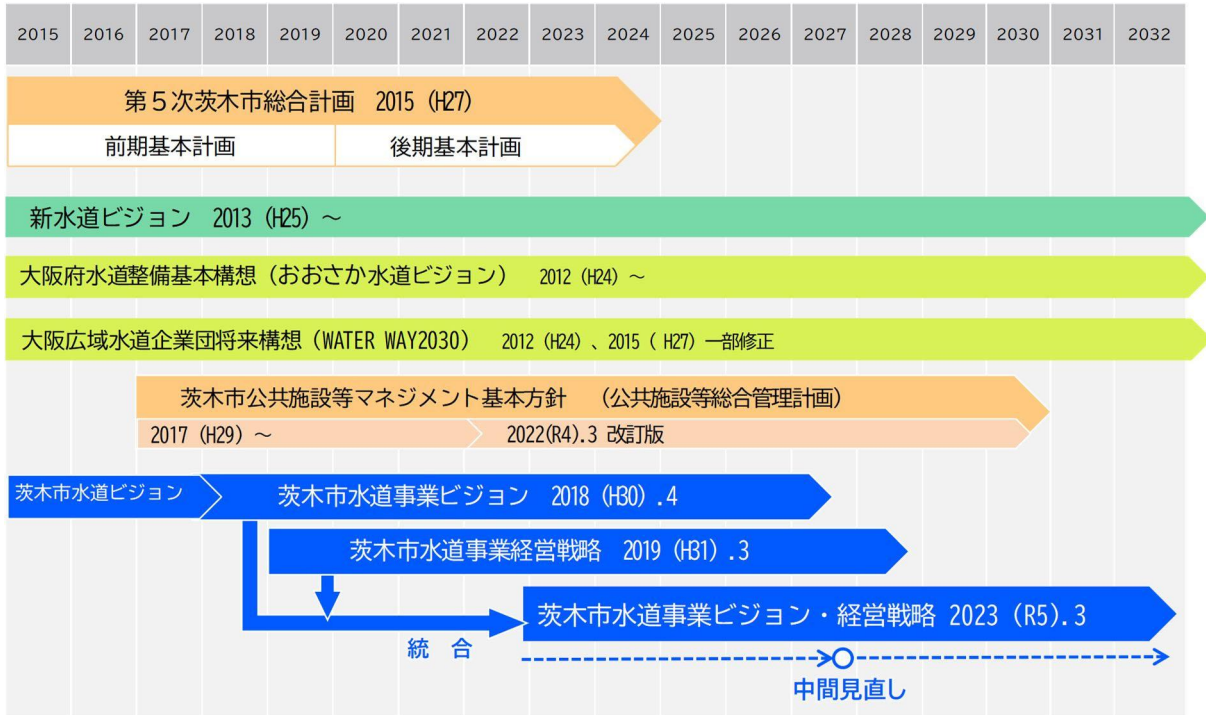 2015 2016 2017 2018 2019 2020 2021 2022 2023 2024 2025 2026 2027 2028 2029 2030 2031 2032
第5次茨木市総合計画 2015(H27)
前期基本計画 後期基本計画
新水道ビジョン 2013(H25)～
大阪府水道整備基本構想(おおさか水道ビジョン) 2012(H24)～
大阪広域水道企業団将来構想(WATER WAY2030) 2012(H24)、2015(H27)一部修正
茨木市公共施設等マネジメント基本方針 (公共施設等総合管理計画)
2017(H29)～ 2022(R4).3 改訂版
茨木市水道ビジョン 茨木市水道事業ビジョン 2018(H30).4
茨木市水道事業経営戦略 2019(H31).3
茨木市水道事業ビジョン・経営戦略 2023(R5).3
統 合
中間見直し